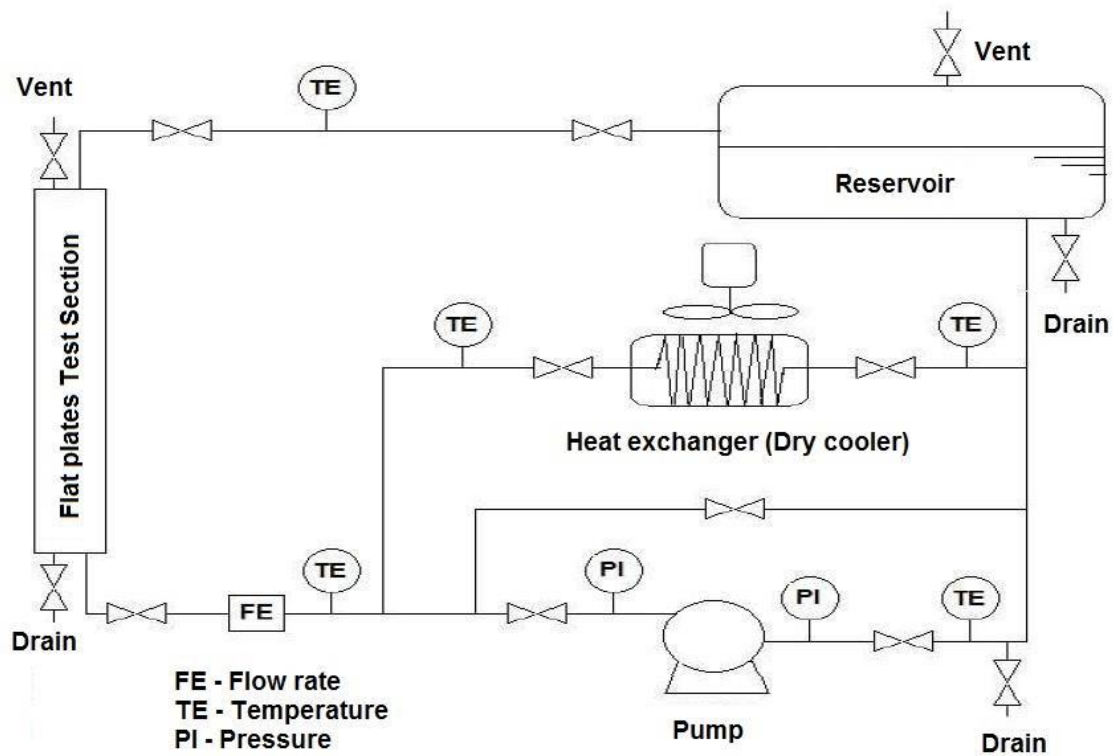 Vent
Vent
TE
Reservoir
Flat plates Test Section
TE
TE
Drain
Heat exchanger (Dry cooler)
TE
PI
PI
TE
FE
Drain
FE - Flow rate
TE - Temperature
PI - Pressure
Pump
Drain